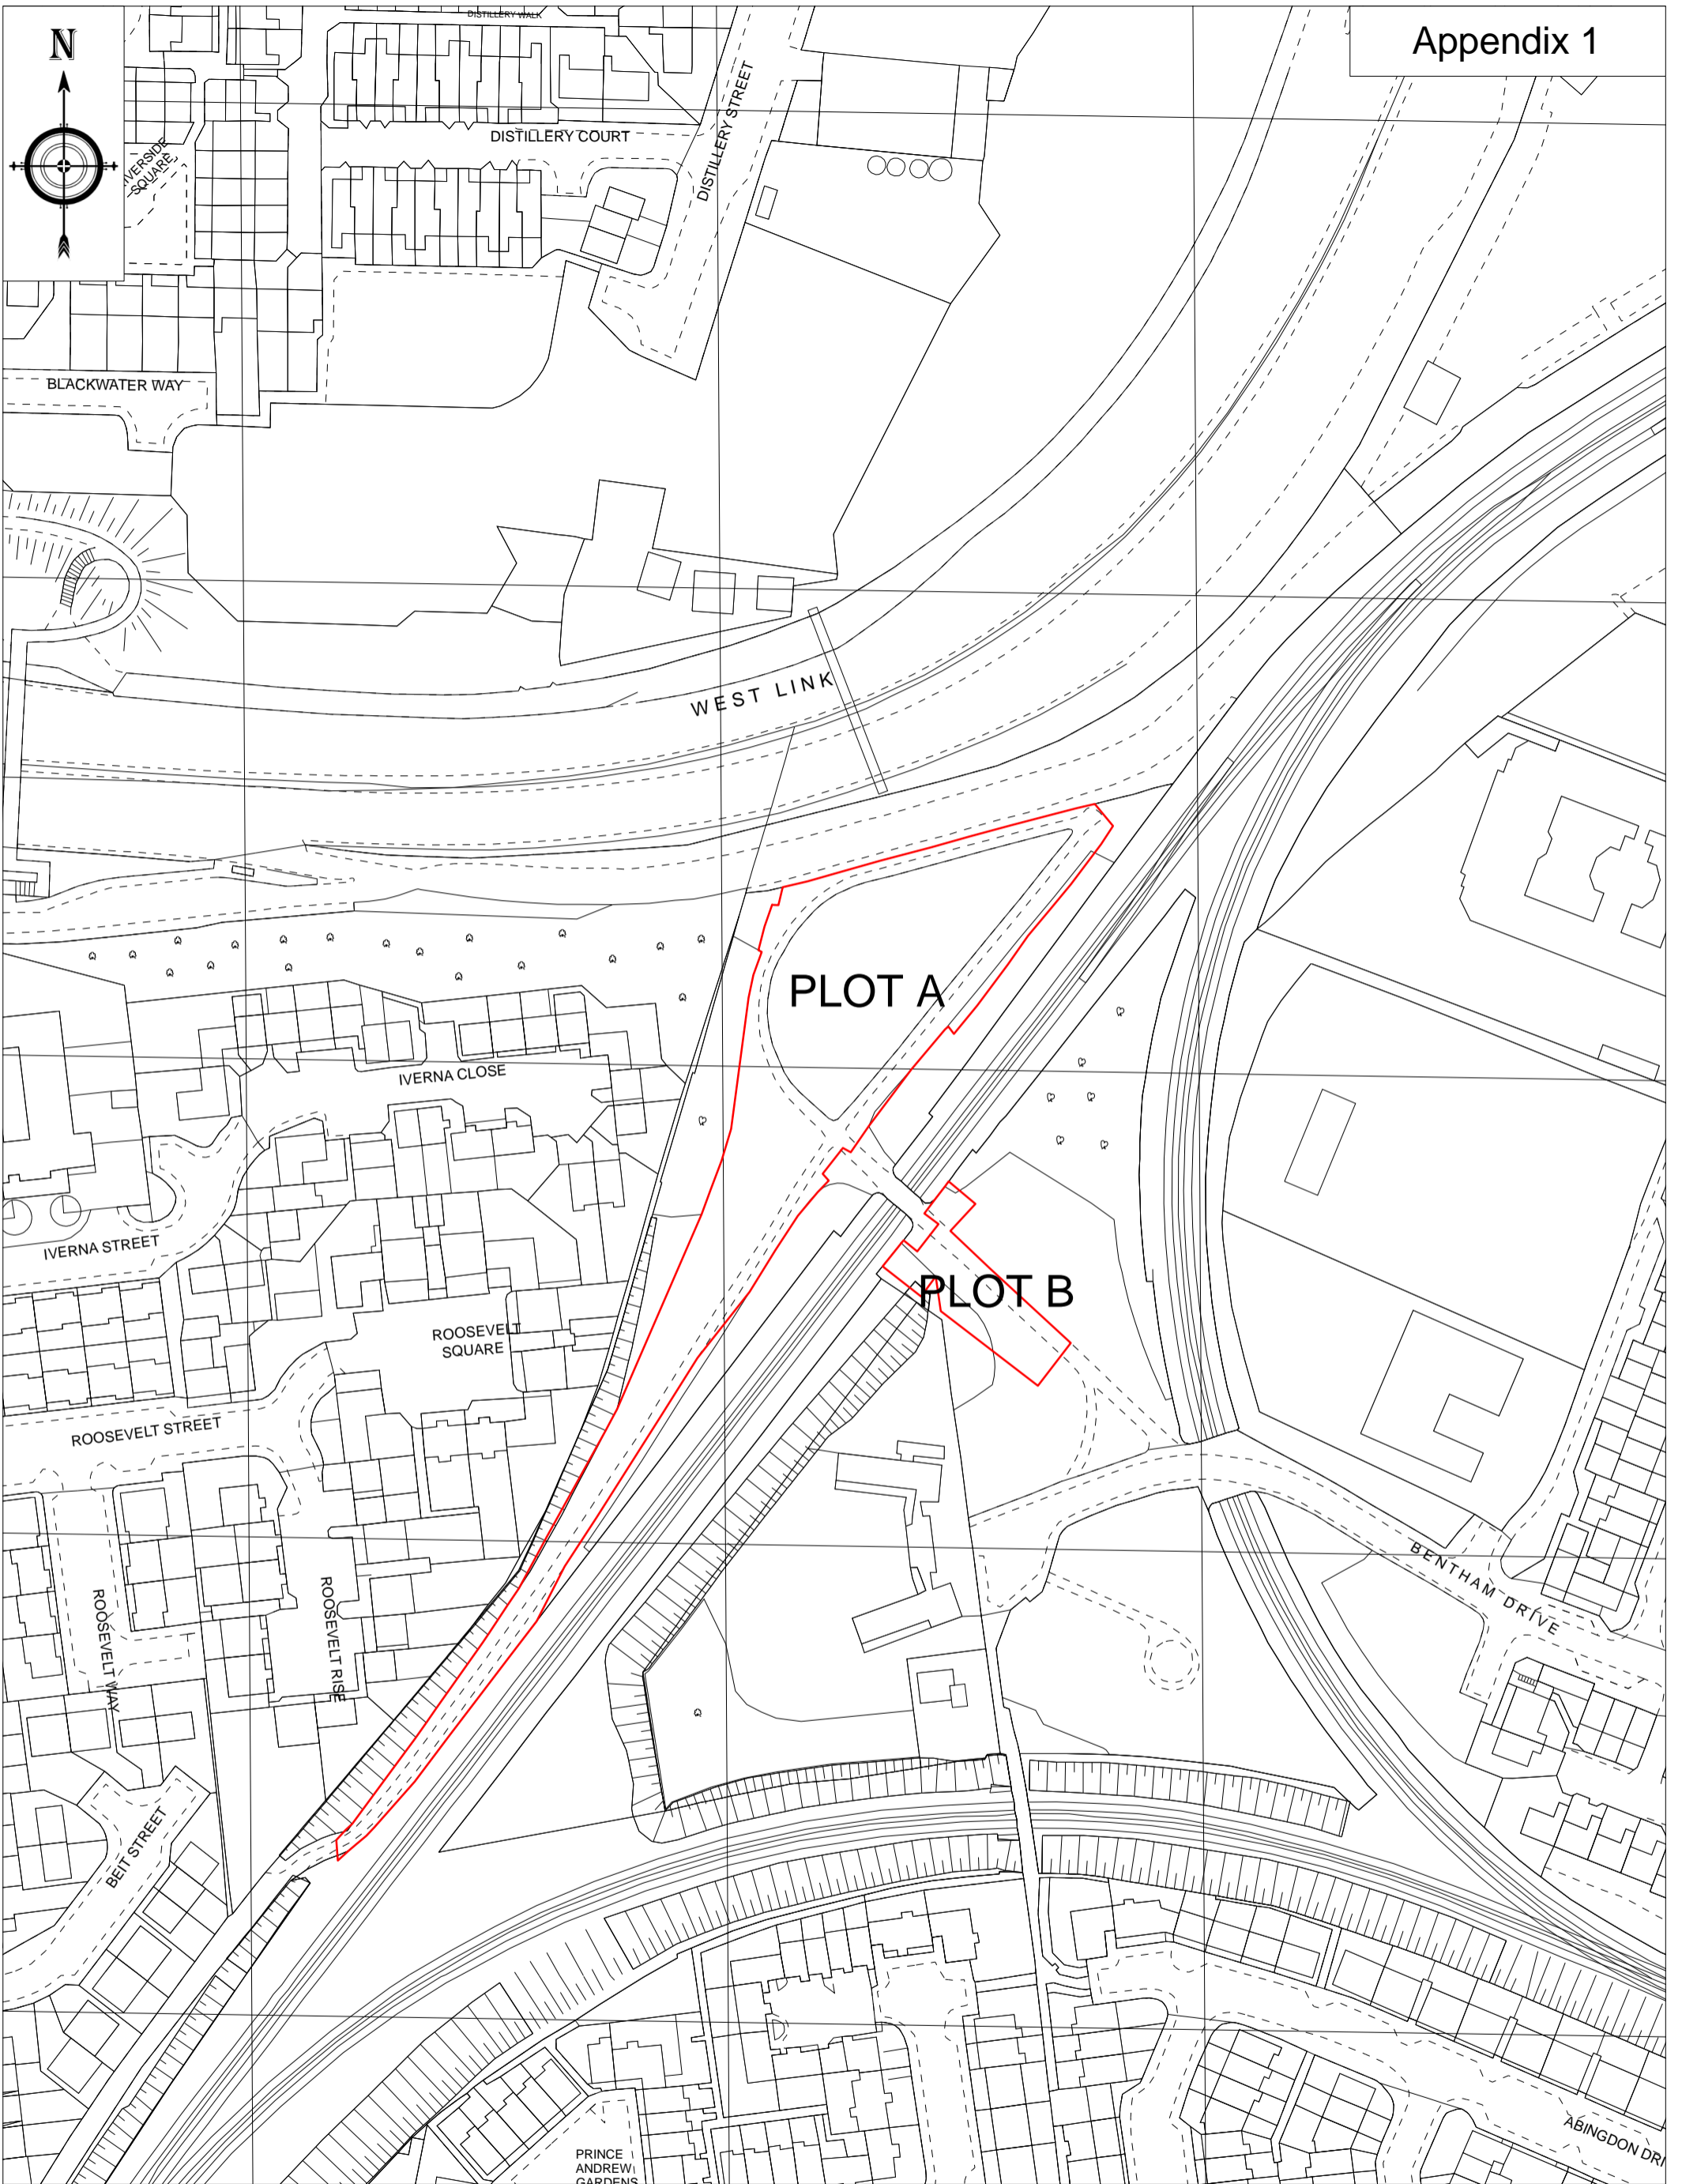 DISTILLERY WALK
Appendix 1
N
DISTILLERY STREET
DISTILLERY COURT
IVERSIDE
SQUARE
BLACKWATER WAY
WEST LINK
PLOT A
IVERNA CLOSE
IVERNA STREET
PLOT B
ROOSEVELT
SQUARE
ROOSEVELT STREET
BENTHAM DRIVE
ROOSEVELT WAY
ROOSEVELT RISE
BEIT STREET
ABINGDON DRI
PRINCE
ANDREW
GARDENS